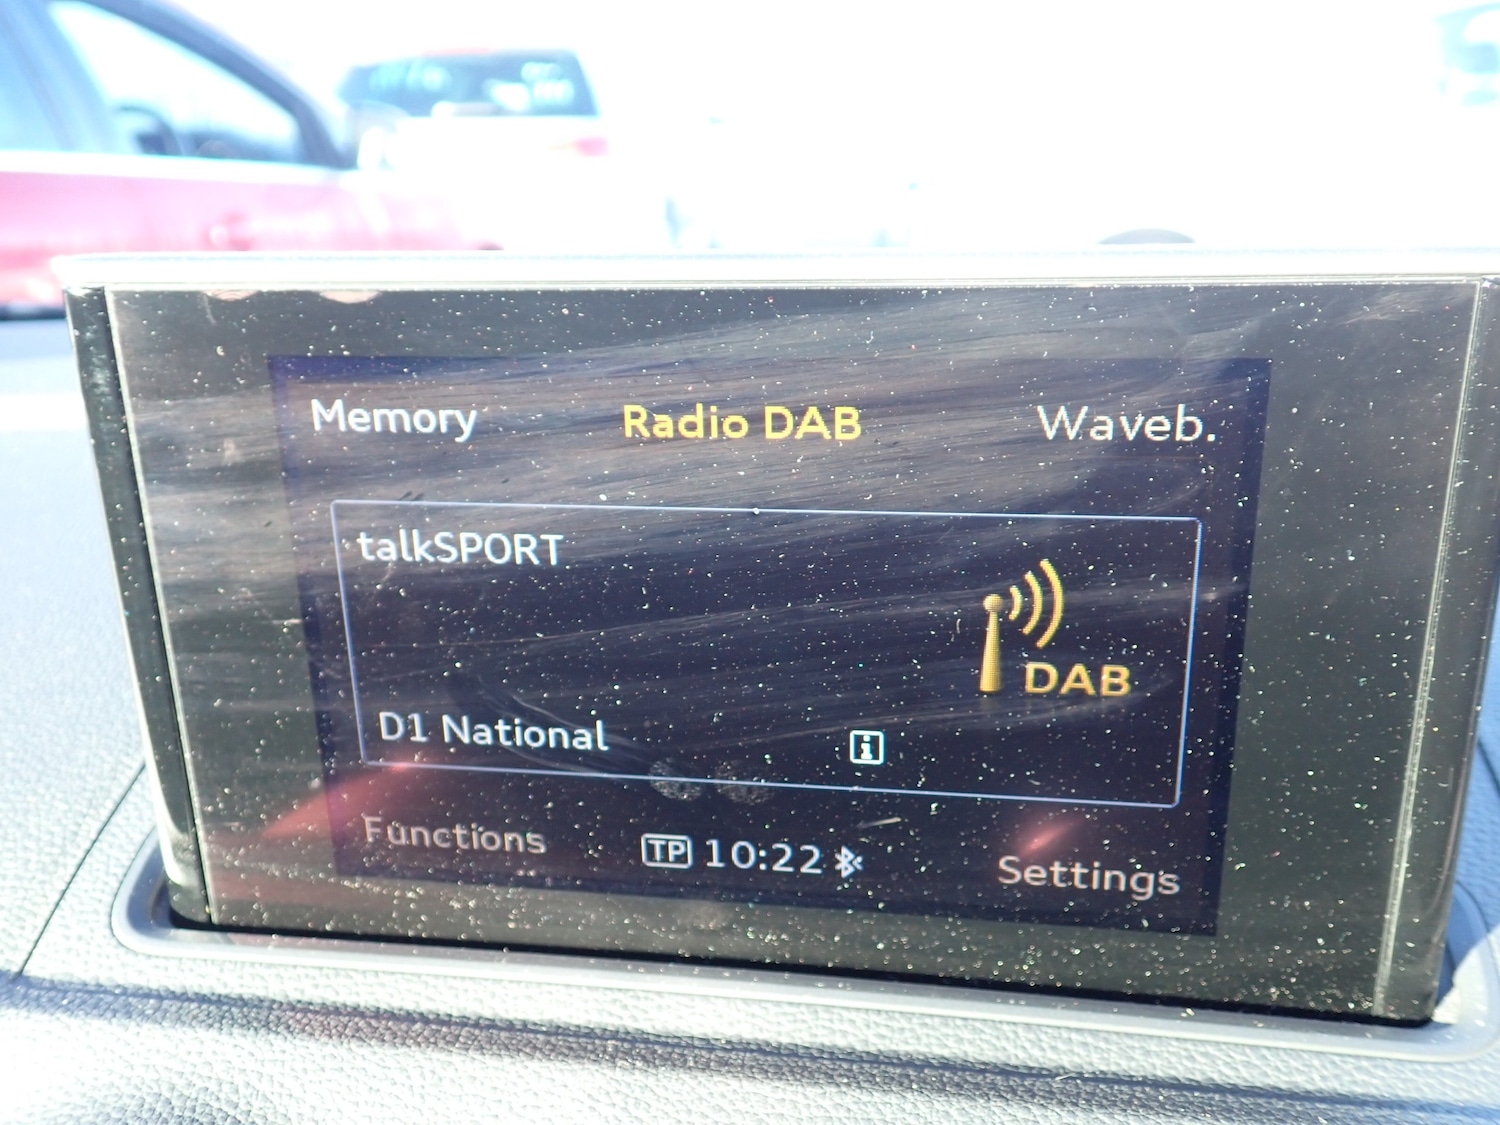 Memory Radio DAB Waveb.
talkSPORT
DAB
D1 National i
Functions TP 10:22 Settings